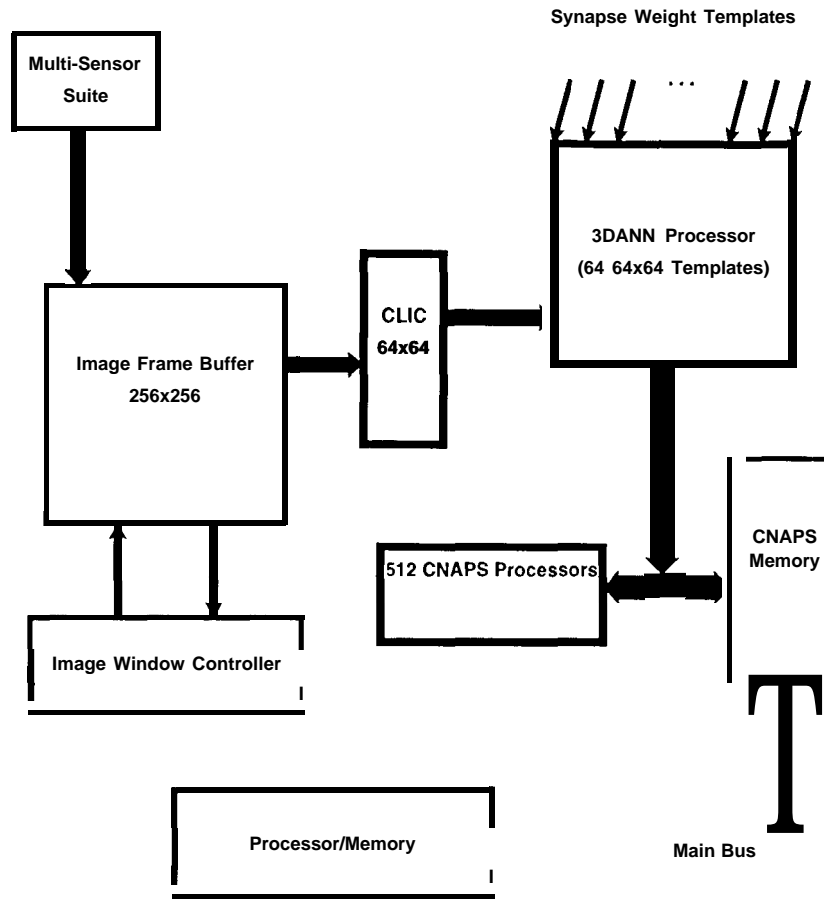 Synapse Weight Templates
Multi-Sensor
Suite
...
3DANN Processor
(64 64x64 Templates)
CLIC
64x64
Image Frame Buffer
256x256
512 CNAPS Processors
CNAPS
Memory
Image Window Controller
T
Processor/Memory
Main Bus